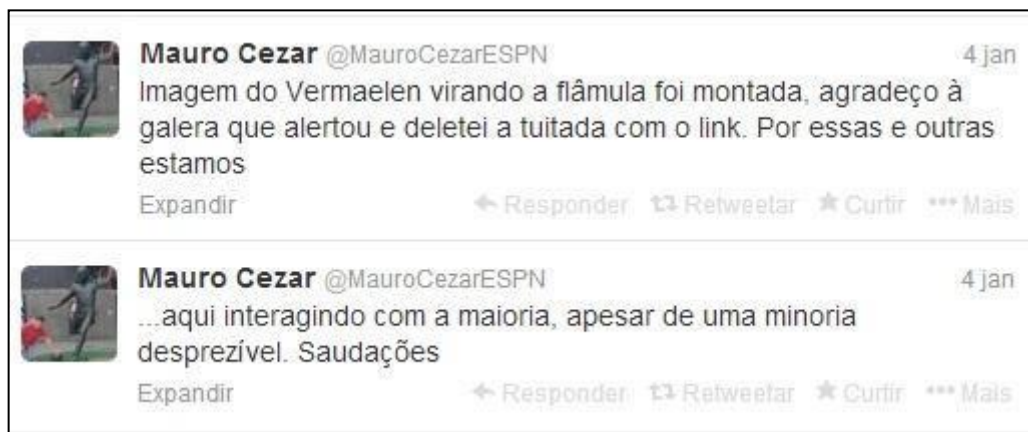 Mauro Cezar @MauroCezarESPN 4 jan
Imagem do Vermaelen virando a flâmula foi montada, agradeço à
galera que alertou e deletei a tuitada com o link. Por essas e outras
estamos
Expandir Responder Retweetar Curtir Mais
Mauro Cezar @MauroCezarESPN 4 jan
...aqui interagindo com a maioria, apesar de uma minoria
desprezível. Saudações
Expandir Responder Retweetar Curtir Mais